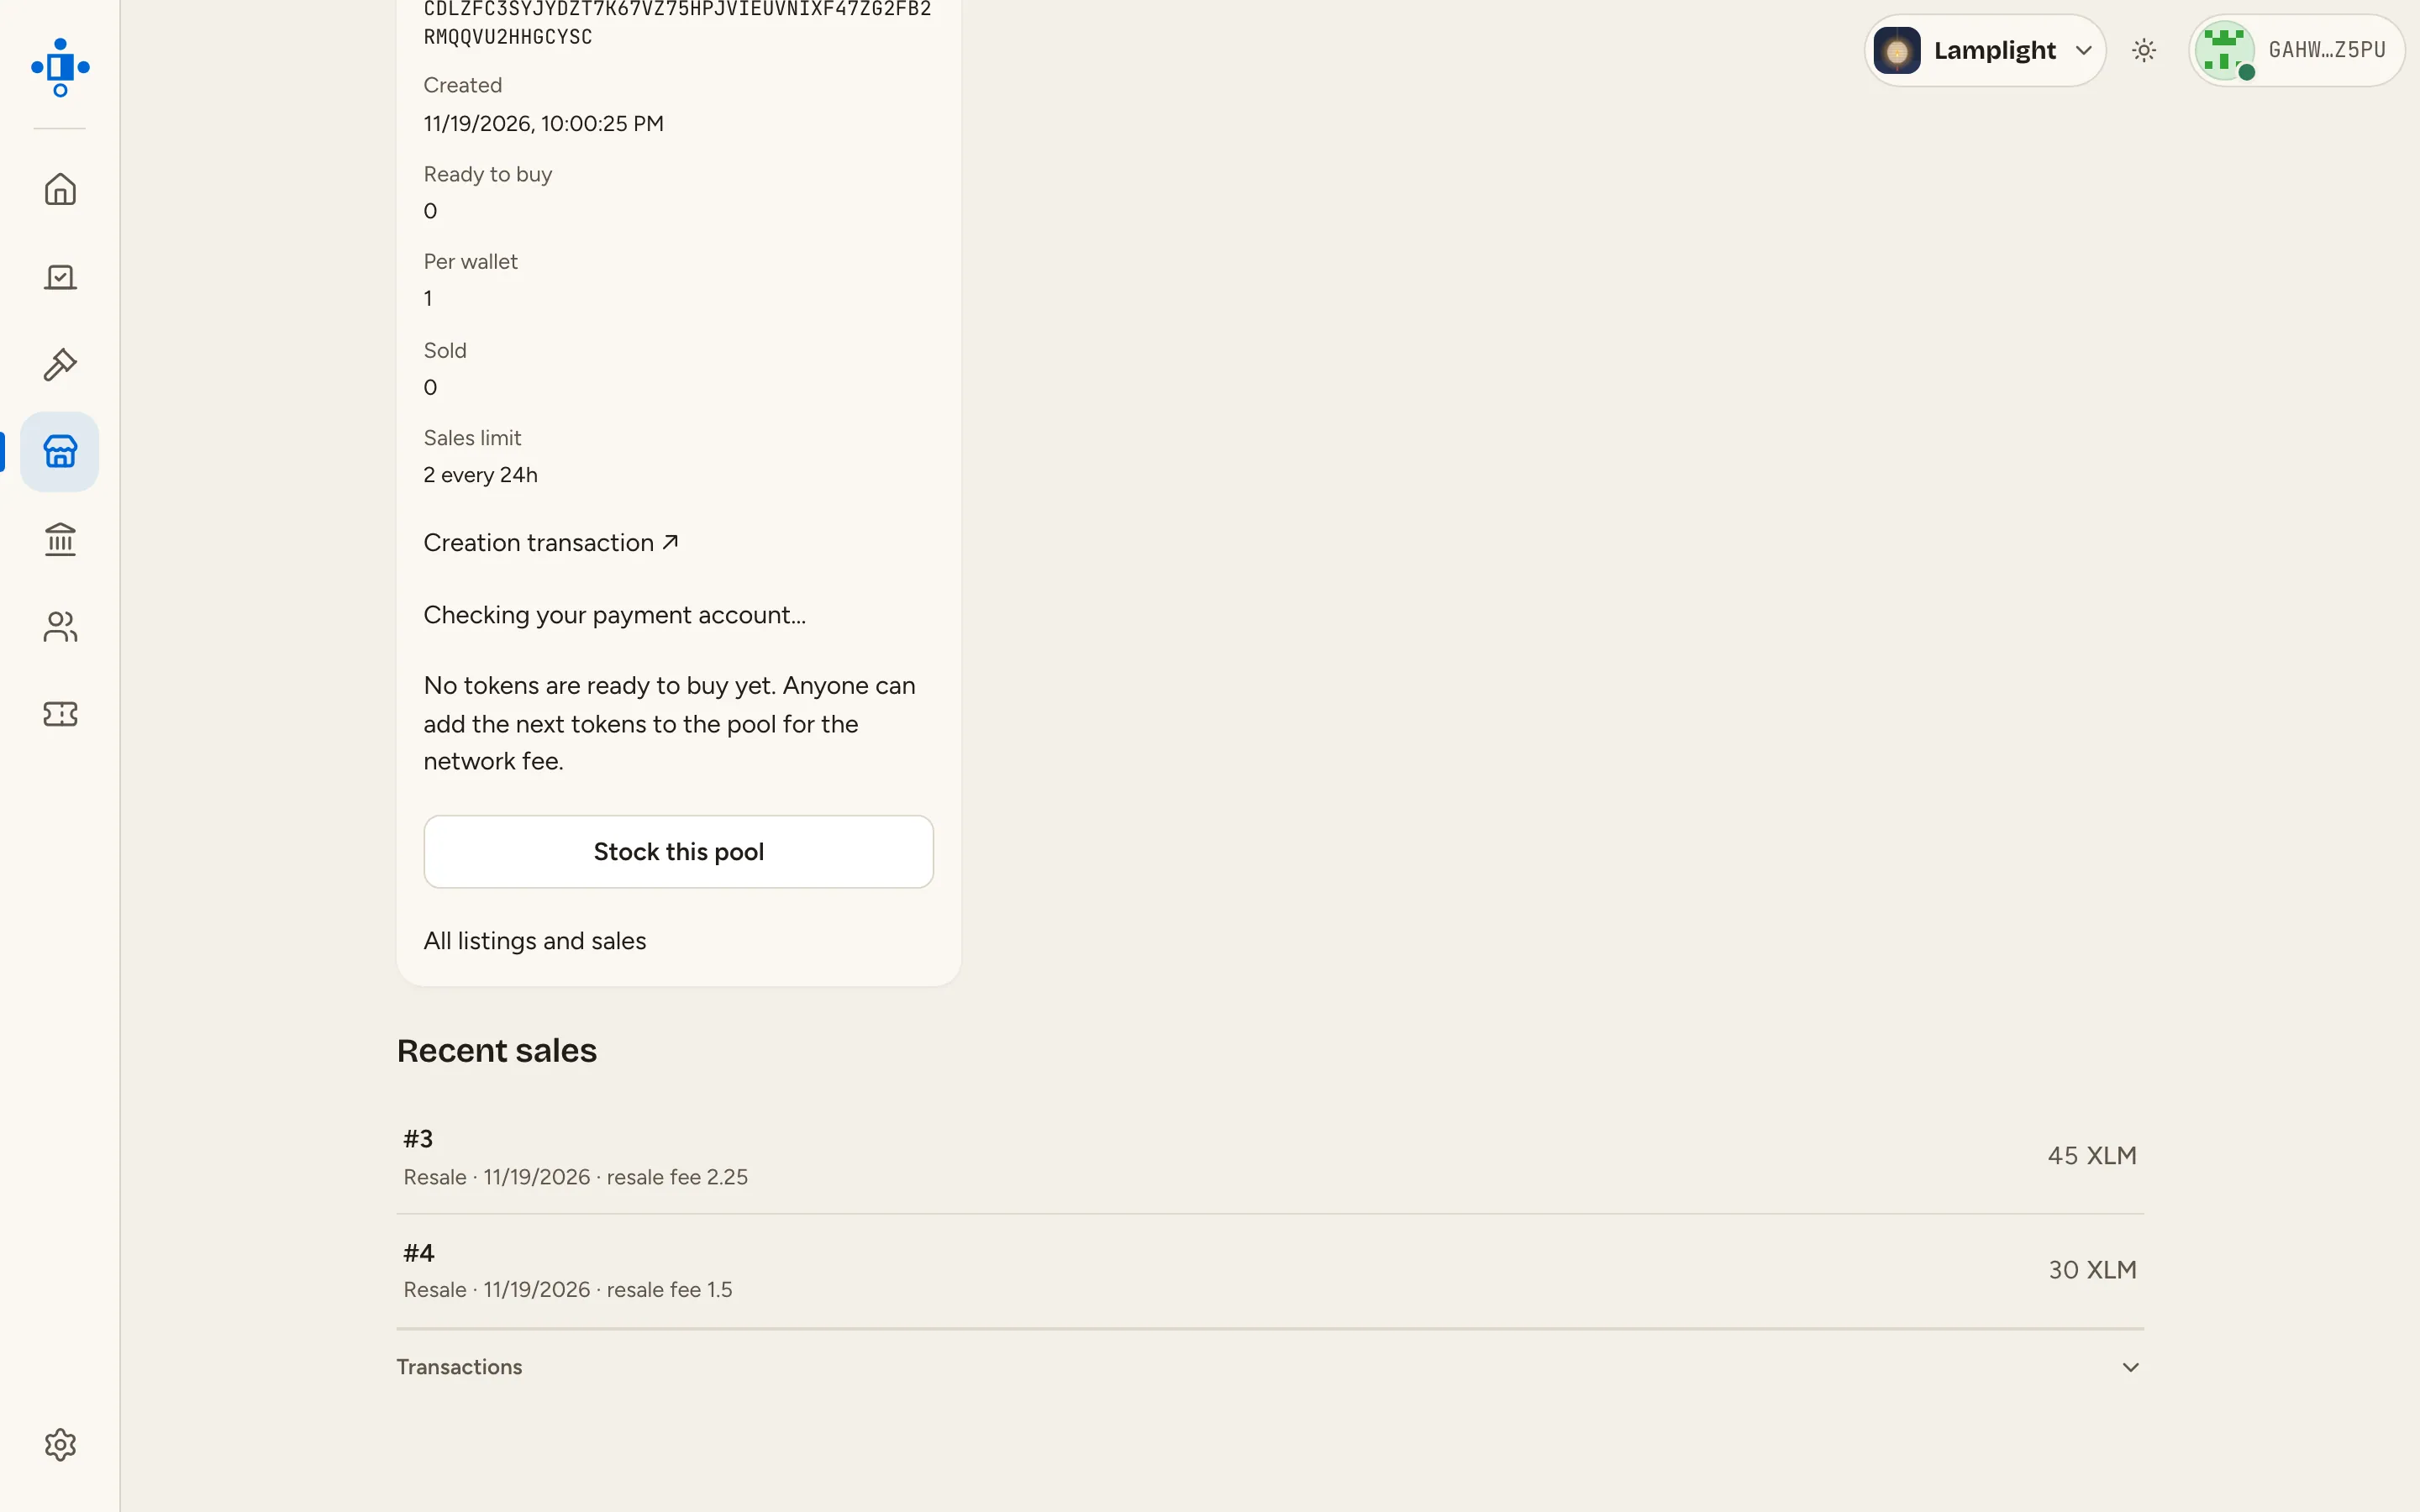 CDLZFC3SYJYDZT7K67VZ75HPJVIEUVNIXF47ZG2FB2
RMQQVU2HHGCYSC
Lamplight
GAHW…Z5PU
Created
11/19/2026, 10:00:25 PM
Ready to buy
0
Per wallet
1
Sold
0
Sales limit
2 every 24h
Creation transaction ↗
Checking your payment account…
No tokens are ready to buy yet. Anyone can
add the next tokens to the pool for the
network fee.
Stock this pool
All listings and sales
Recent sales
#3
Resale · 11/19/2026 · resale fee 2.25
45 XLM
#4
Resale · 11/19/2026 · resale fee 1.5
30 XLM
Transactions